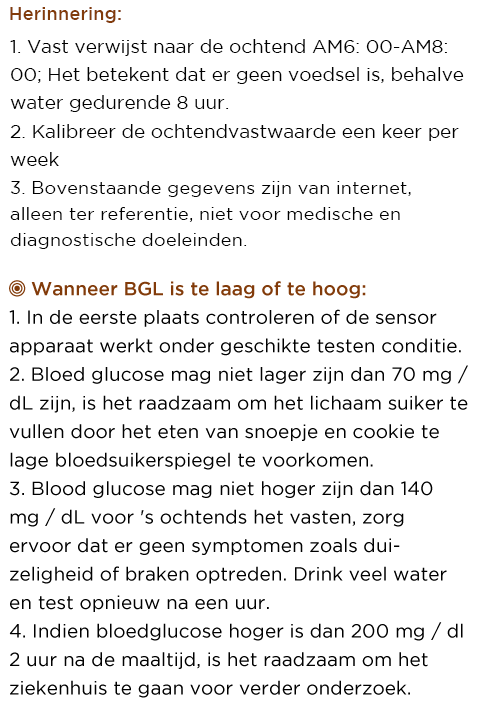 Herinnering:
1. Vast verwijst naar de ochtend AM6: 00-AM8:
00; Het betekent dat er geen voedsel is, behalve
water gedurende 8 uur.
2. Kalibreer de ochtendvastwaarde een keer per
week
3. Bovenstaande gegevens zijn van internet,
alleen ter referentie, niet voor medische en
diagnostische doeleinden.
Wanneer BGL is te laag of te hoog:
1. In de eerste plaats controleren of de sensor
apparaat werkt onder geschikte testen conditie.
2. Bloed glucose mag niet lager zijn dan 70 mg /
dL zijn, is het raadzaam om het lichaam suiker te
vullen door het eten van snoepje en cookie te
lage bloedsuikerspiegel te voorkomen.
3. Blood glucose mag niet hoger zijn dan 140
mg / dL voor 's ochtends het vasten, zorg
ervoor dat er geen symptomen zoals dui-
zeligheid of braken optreden. Drink veel water
en test opnieuw na een uur.
4. Indien bloedglucose hoger is dan 200 mg / dl
2 uur na de maaltijd, is het raadzaam om het
ziekenhuis te gaan voor verder onderzoek.